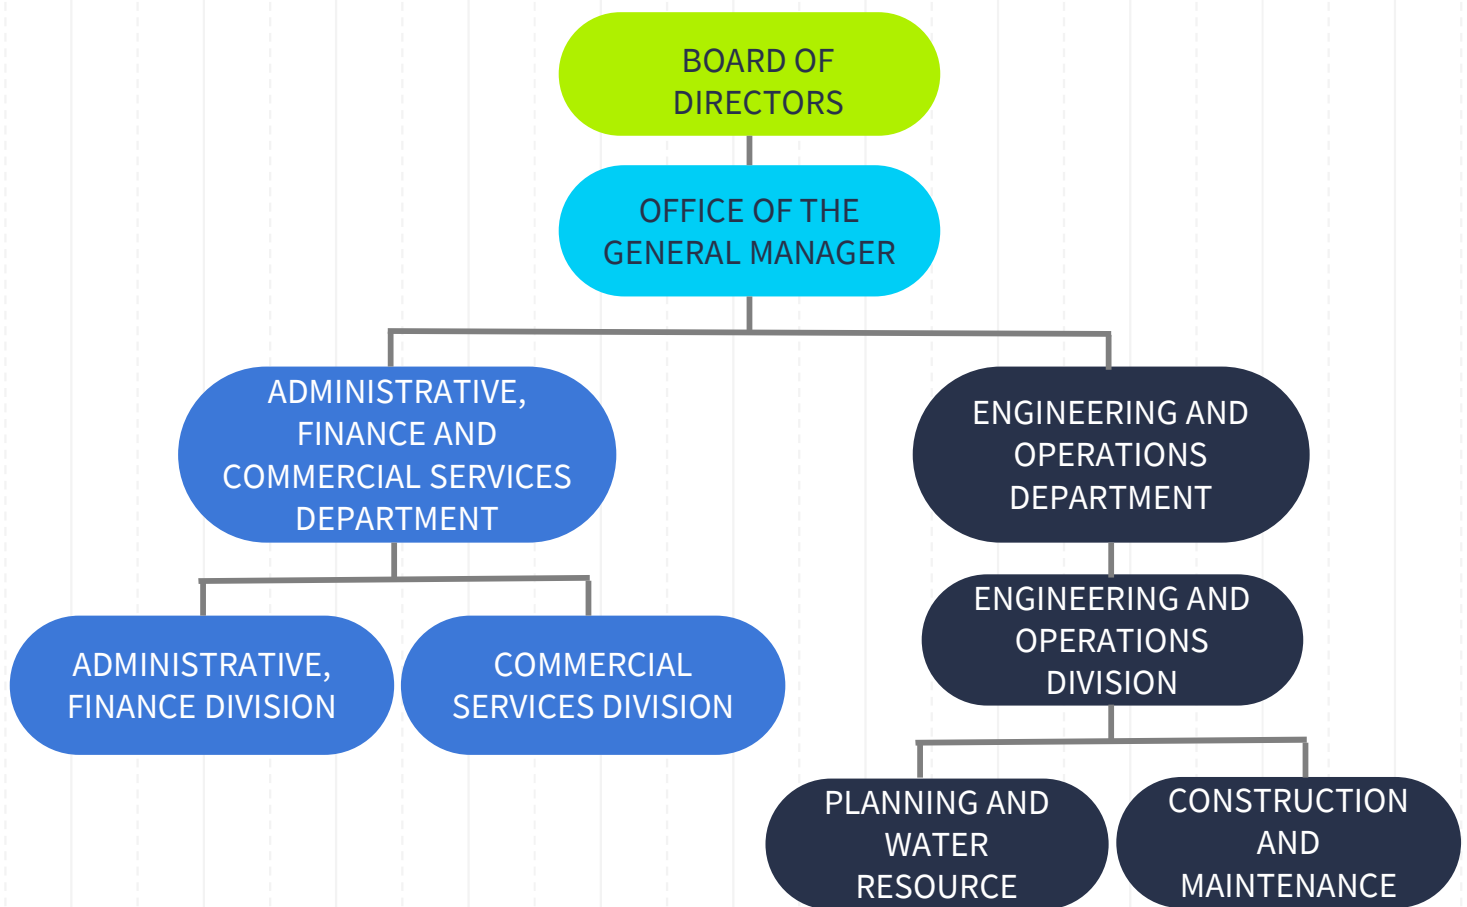 BOARD OF
DIRECTORS
OFFICE OF THE
GENERAL MANAGER
ADMINISTRATIVE,
FINANCE AND
COMMERCIAL SERVICES
DEPARTMENT
ENGINEERING AND
OPERATIONS
DEPARTMENT
ADMINISTRATIVE,
FINANCE DIVISION
COMMERCIAL
SERVICES DIVISION
ENGINEERING AND
OPERATIONS
DIVISION
PLANNING AND
WATER
RESOURCE
CONSTRUCTION
AND
MAINTENANCE